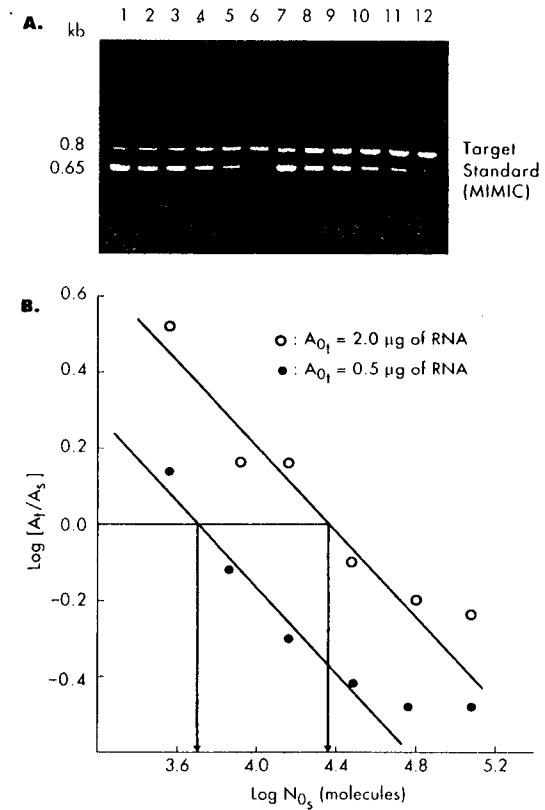 A.
kb
1 2 3 4 5 6 7 8 9 10 11 12
0.8
0.65
Target
Standard
(MIMIC)
B.
0.6
0.4
0.2
0.0
−0.2
−0.4
Log [At/As]
○ : A0t = 2.0 µg of RNA
● : A0t = 0.5 µg of RNA
3.6 4.0 4.4 4.8 5.2
Log N0s (molecules)